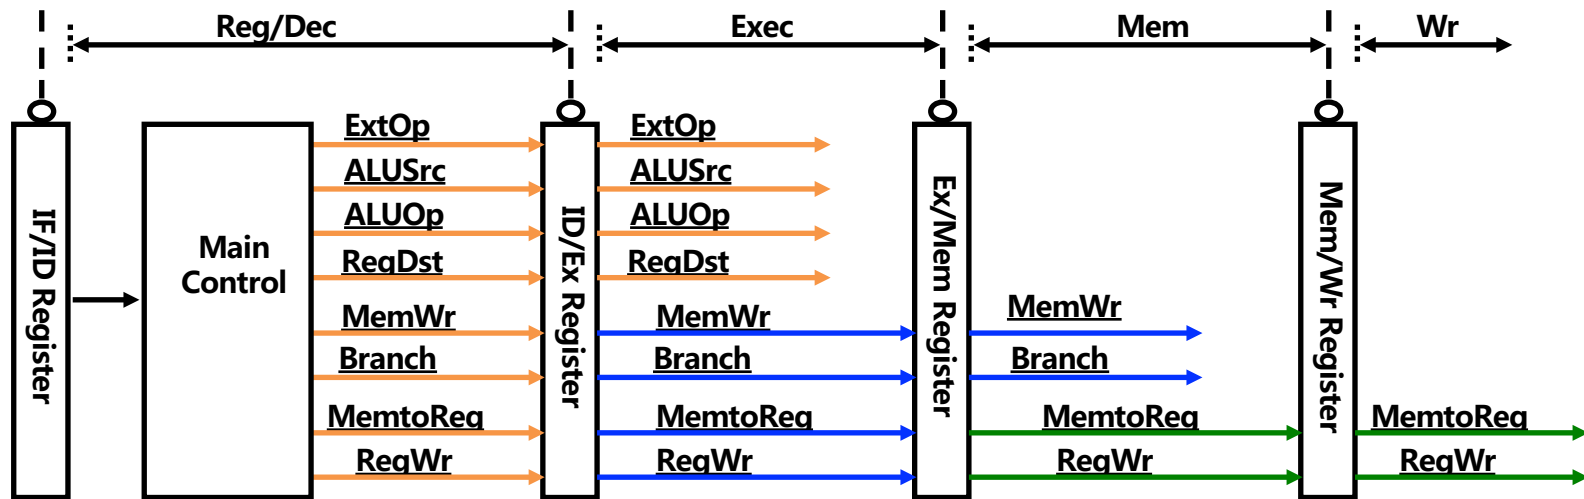 Reg/Dec
Exec
Mem
Wr
IF/ID Register
Main
Control
ExtOp
ALUSrc
ALUOp
RegDst
MemWr
Branch
MemtoReg
RegWr
ID/Ex Register
ExtOp
ALUSrc
ALUOp
RegDst
MemWr
Branch
MemtoReg
RegWr
Ex/Mem Register
MemWr
Branch
MemtoReg
RegWr
Mem/Wr Register
MemtoReg
RegWr